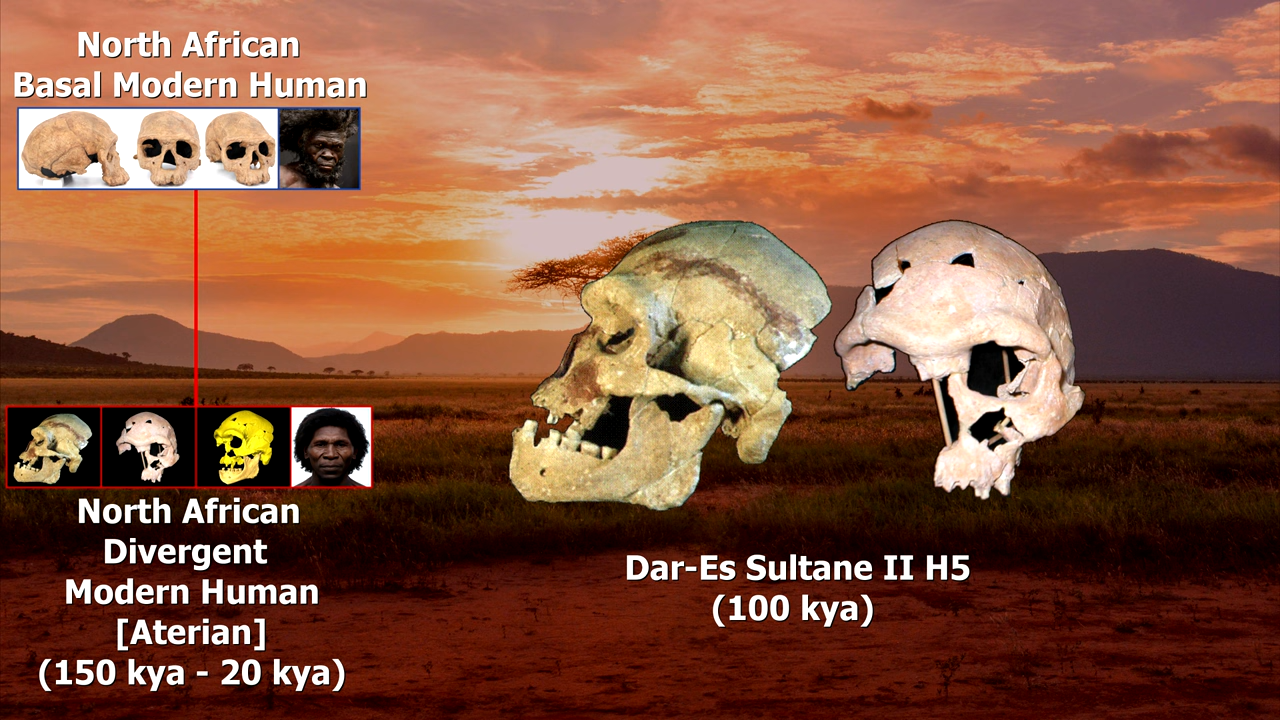 North African
Basal Modern Human
North African
Divergent
Modern Human
[Aterian]
(150 kya - 20 kya)
Dar-Es Sultane II H5
(100 kya)